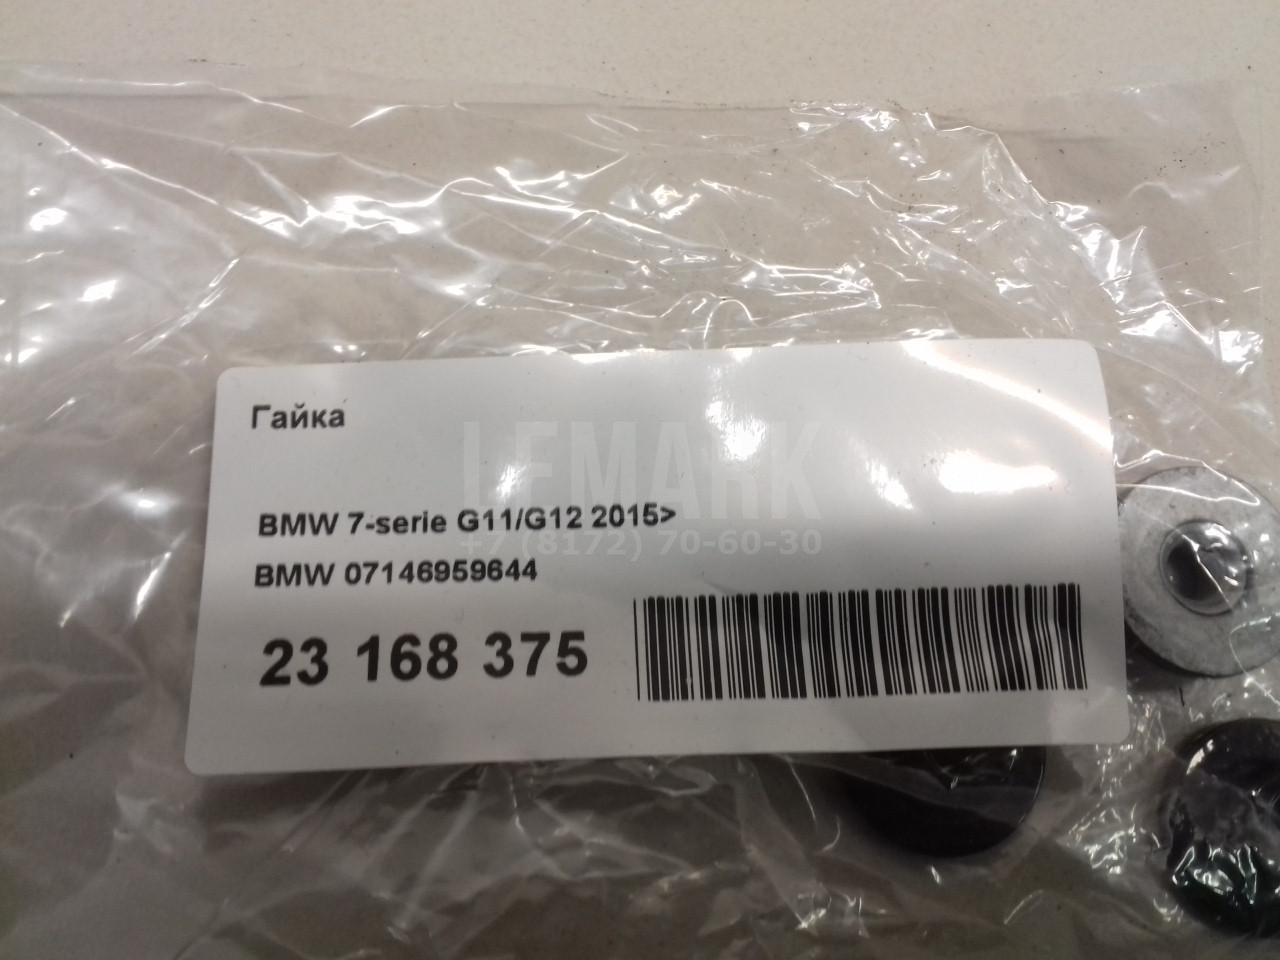 Гайка
LEMARK
BMW 7-serie G11/G12 2015>
+7 (8172) 70-60-30
BMW 07146959644
23 168 375